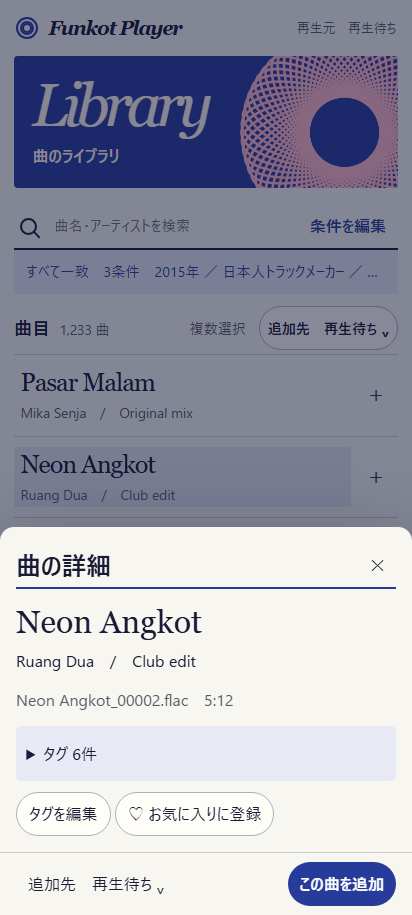 Funkot Player 再生元 再生待ち
Library
曲のライブラリ
曲名・アーティストを検索 条件を編集
すべて一致 3条件 2015年 ／ 日本人トラックメーカー ／ ...
曲目 1,233 曲 複数選択 追加先 再生待ち
Pasar Malam
Mika Senja / Original mix
Neon Angkot
Ruang Dua / Club edit
曲の詳細
Neon Angkot
Ruang Dua / Club edit
Neon Angkot_00002.flac 5:12
▶ タグ 6件
タグを編集 ♡ お気に入りに登録
追加先 再生待ち この曲を追加